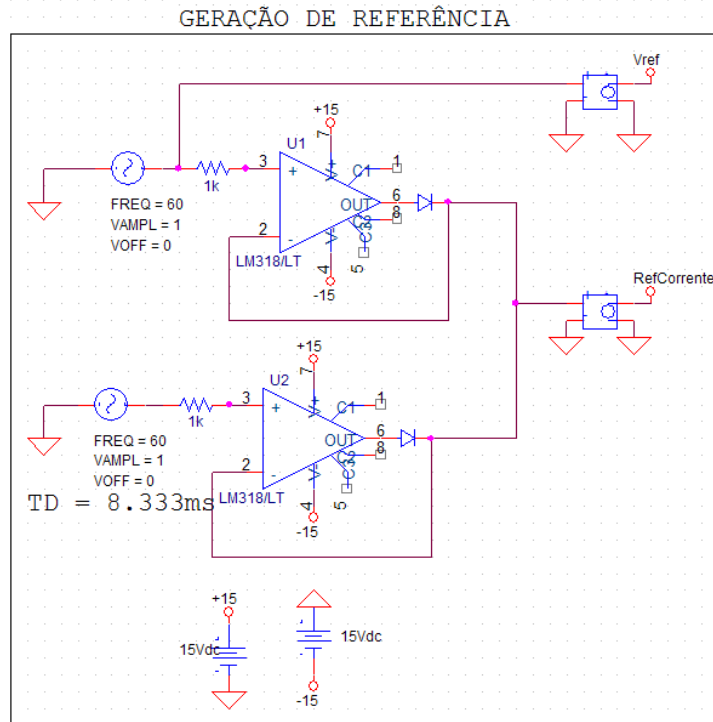 GERAÇÃO DE REFERÊNCIA
Vref
+15
7
U1
V+
C1
1
3
+
1k
OUT
6
8
FREQ = 60
VAMPL = 1
VOFF = 0
2
-
V-
5
4
LM318/LT
-15
RefCorrente
+15
7
U2
V+
C1
1
3
+
1k
OUT
6
8
FREQ = 60
VAMPL = 1
VOFF = 0
2
-
V-
5
4
TD = 8.333ms
LM318/LT
-15
+15
15Vdc
15Vdc
-15